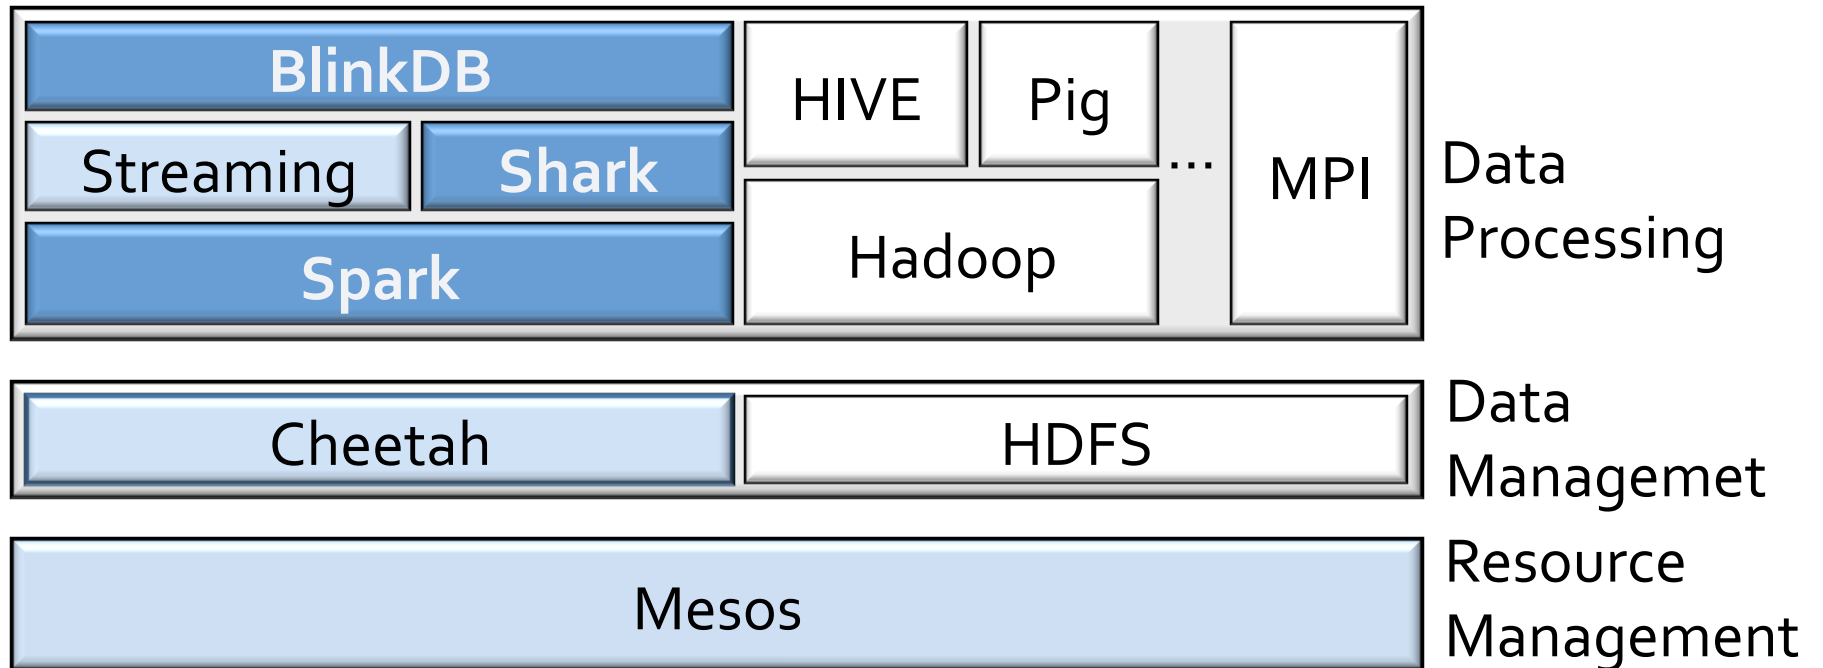 BlinkDB
Streaming
Shark
Spark
HIVE
Pig
Hadoop
...
MPI
Data
Processing
Cheetah
HDFS
Data
Managemet
Mesos
Resource
Management